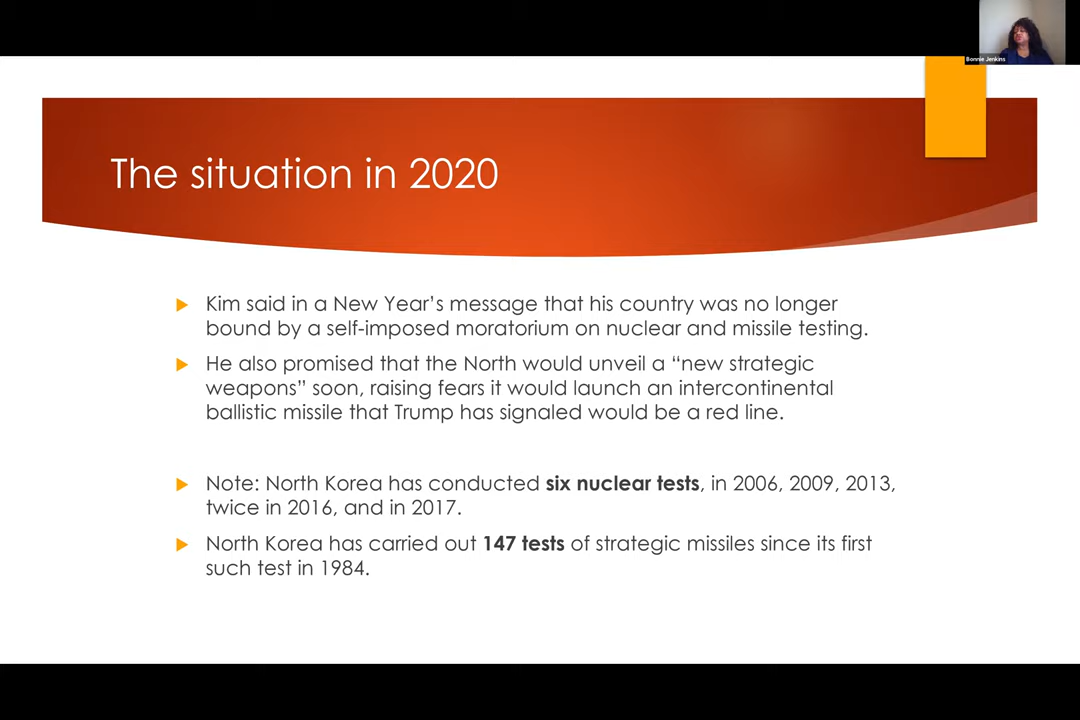 Bonnie Jenkins
The situation in 2020
Kim said in a New Year’s message that his country was no longer
bound by a self-imposed moratorium on nuclear and missile testing.
He also promised that the North would unveil a “new strategic
weapons” soon, raising fears it would launch an intercontinental
ballistic missile that Trump has signaled would be a red line.
Note: North Korea has conducted six nuclear tests, in 2006, 2009, 2013,
twice in 2016, and in 2017.
North Korea has carried out 147 tests of strategic missiles since its first
such test in 1984.